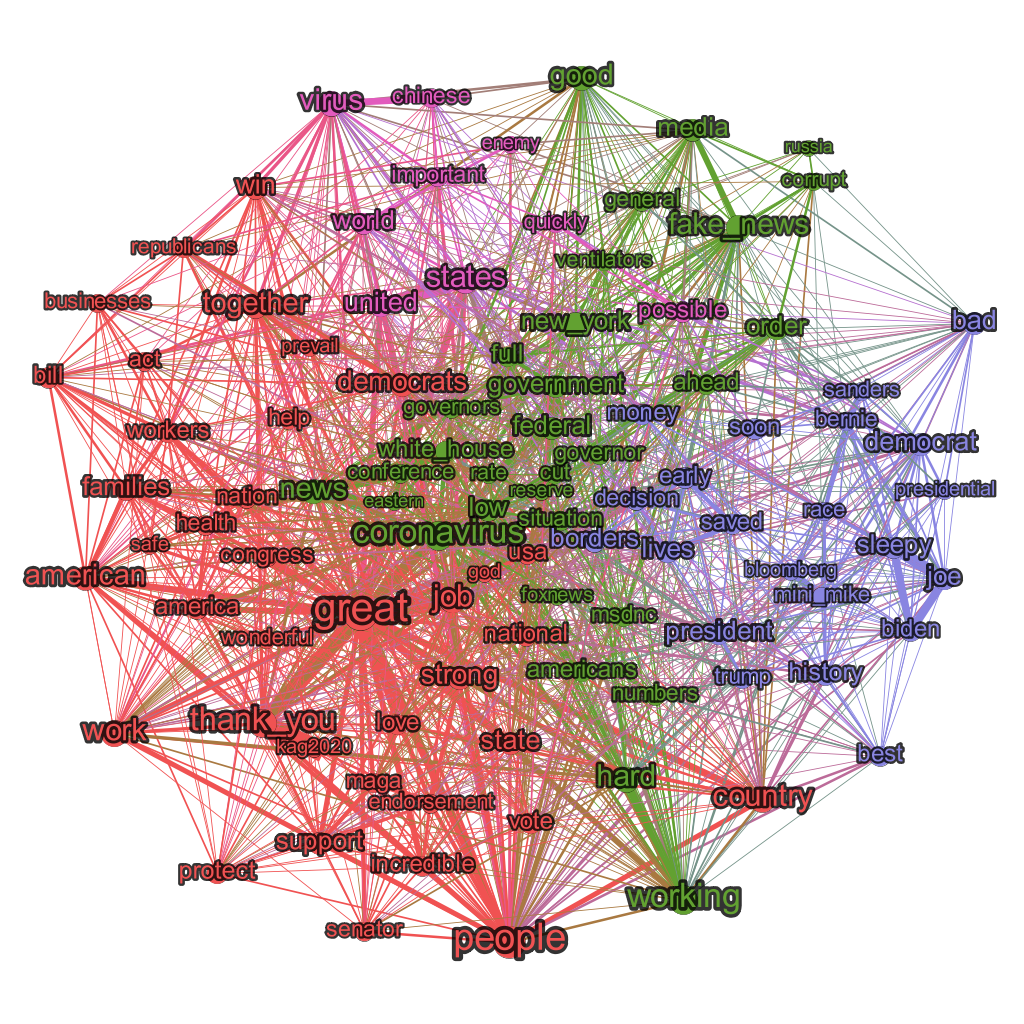 good
virus
chinese
media
enemy
russia
important
corrupt
win
general
world
quickly
fake_news
republicans
ventilators
states
businesses
together
united
possible
new_york
order
bad
prevail
full
act
bill
democrats
government
ahead
sanders
governors
money
bernie
help
federal
soon
workers
democrat
white_house
governor
conference
rate
cut
early
families
news
reserve
presidential
nation
eastern
decision
low
race
health
situation
saved
coronavirus
borders
sleepy
safe
usa
lives
congress
god
bloomberg
american
joe
foxnews
mini_mike
great
job
america
msdnc
wonderful
national
president
biden
strong
americans
trump
history
numbers
thank_you
love
work
kag2020
state
best
maga
hard
endorsement
country
vote
support
incredible
protect
working
senator
people